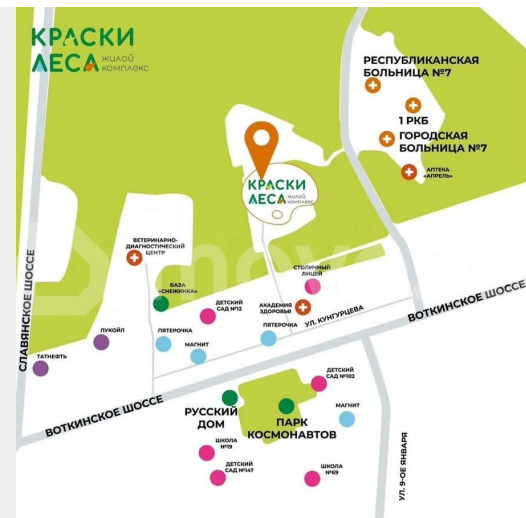 КРАСКИ
ЛЕСА жилой
комплекс
РЕСПУБЛИКАНСКАЯ
БОЛЬНИЦА №7
1 РКБ
ГОРОДСКАЯ
БОЛЬНИЦА №7
АПТЕКА
«АПРЕЛЬ»
КРАСКИ
ЛЕСА жилой
комплекс
ВЕТЕРИНАРНО-
ДИАГНОСТИЧЕСКИЙ
ЦЕНТР
СТОЛИЧНЫЙ
ЛИЦЕЙ
БАЗА
«СНЕЖИНКА»
ДЕТСКИЙ
САД №12
АКАДЕМИЯ
ЗДОРОВЬЯ
УЛ. КУНГУРЦЕВА
ВОТКИНСКОЕ ШОССЕ
СЛАВЯНСКОЕ ШОССЕ
ЛУКОЙЛ
ПЯТЕРОЧКА
ПЯТЕРОЧКА
МАГНИТ
ТАТНЕФТЬ
ДЕТСКИЙ
САД №102
ВОТКИНСКОЕ ШОССЕ
РУССКИЙ
ДОМ
ПАРК
КОСМОНАВТОВ
МАГНИТ
ШКОЛА
№19
ДЕТСКИЙ
САД №147
ШКОЛА
№69
УЛ. 9-ОЕ ЯНВАРЯ